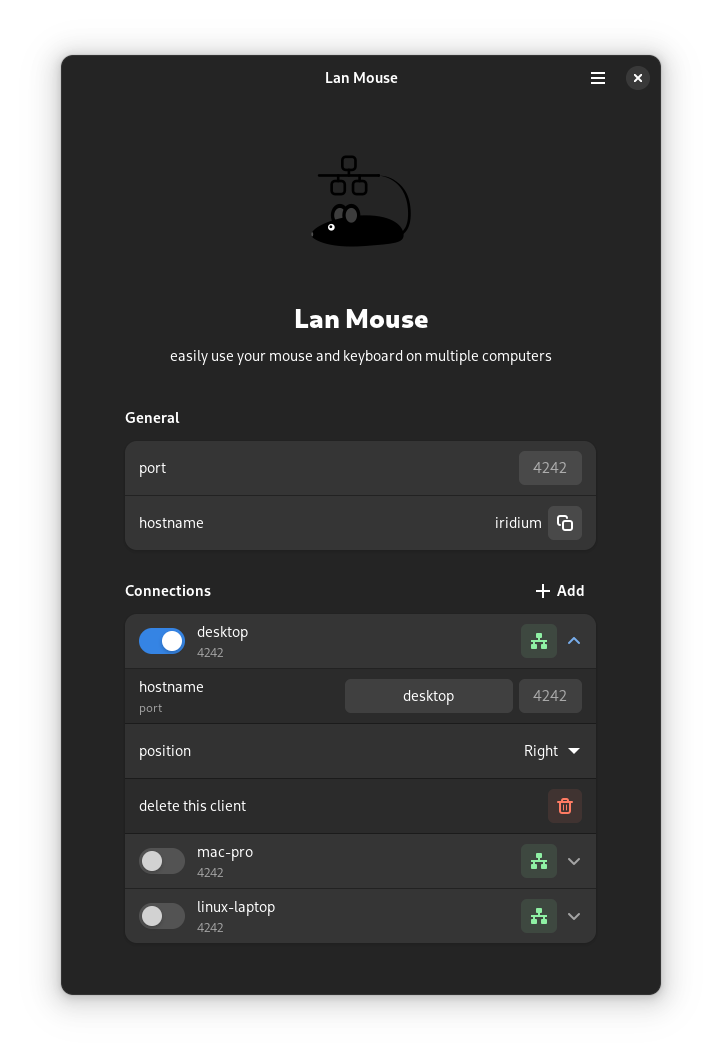 Lan Mouse
Lan Mouse
easily use your mouse and keyboard on multiple computers
General
port 4242
hostname iridium
Connections Add
desktop
4242
hostname
port
desktop 4242
position Right
delete this client
mac-pro
4242
linux-laptop
4242